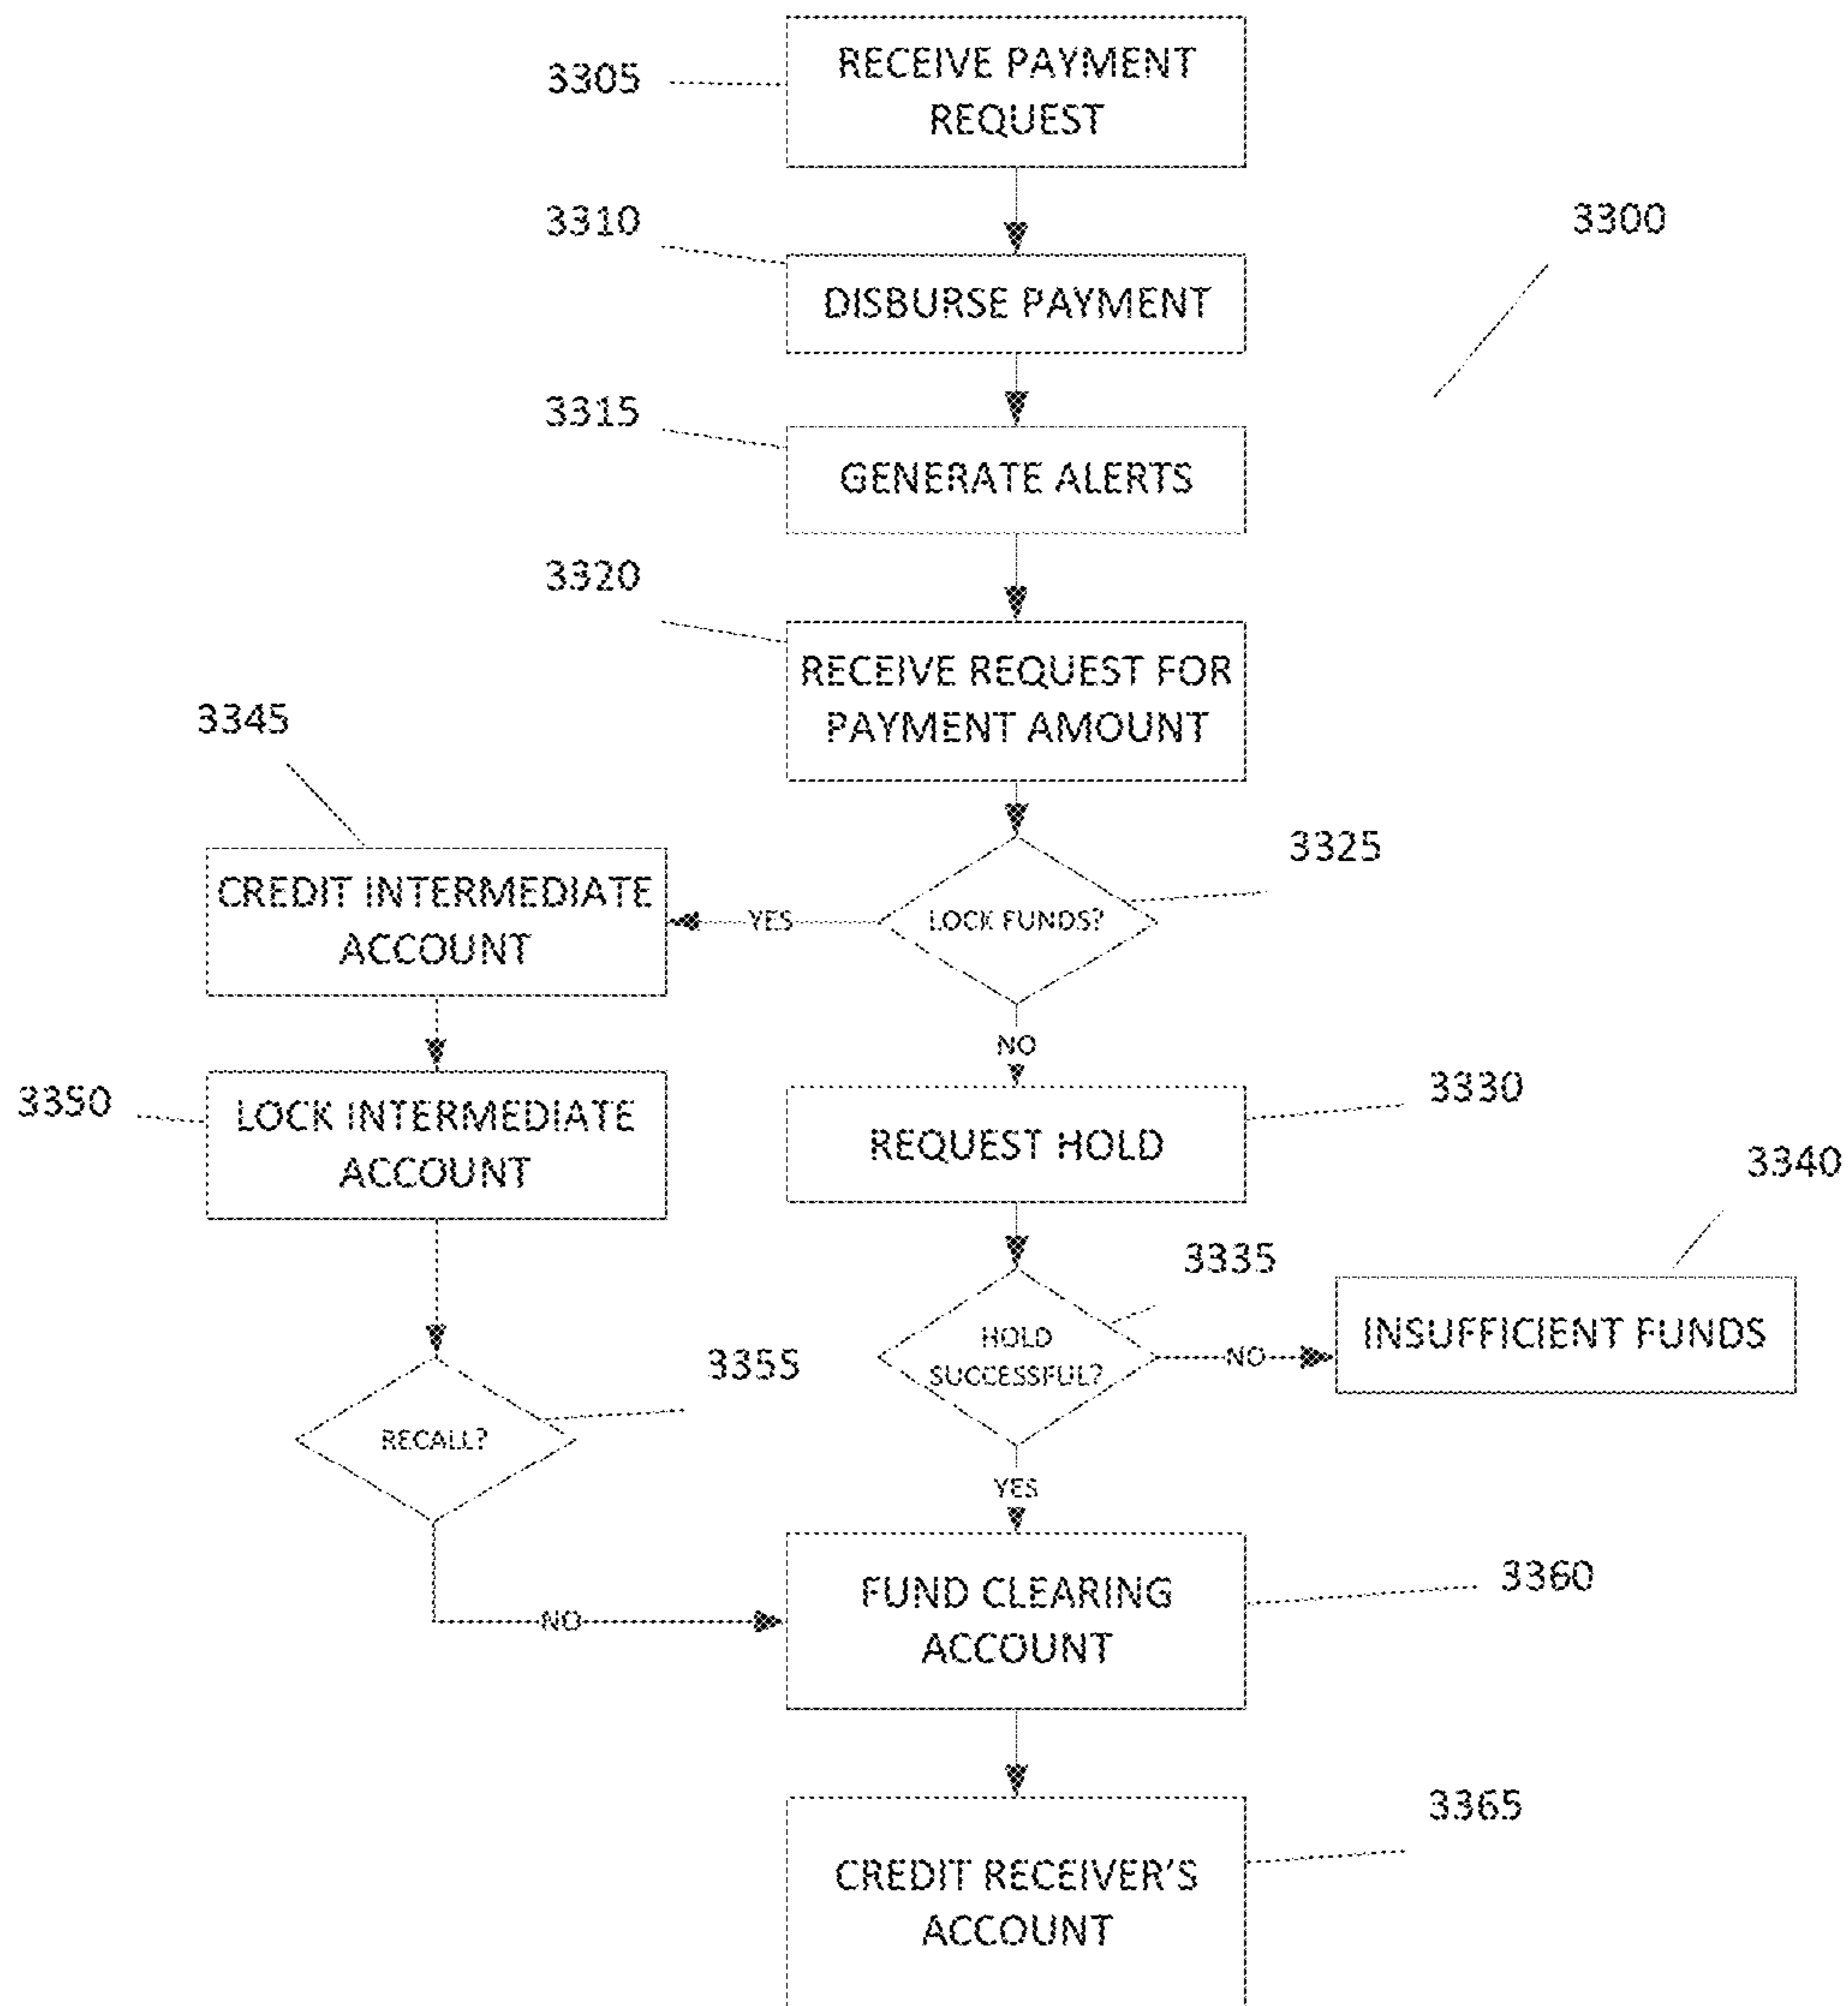 RECEIVE PAYMENT
REQUEST
3305
3310
3300
DISBURSE PAYMENT
3315
GENERATE ALERTS
3320
RECEIVE REQUEST FOR
PAYMENT AMOUNT
3345
3325
CREDIT INTERMEDIATE
ACCOUNT
YES
LOCK FUNDS?
NO
3350
LOCK INTERMEDIATE
ACCOUNT
3330
REQUEST HOLD
3340
3335
INSUFFICIENT FUNDS
HOLD
SUCCESSFUL?
NO
3355
RECALL?
YES
NO
FUND CLEARING
ACCOUNT
3360
3365
CREDIT RECEIVER'S
ACCOUNT